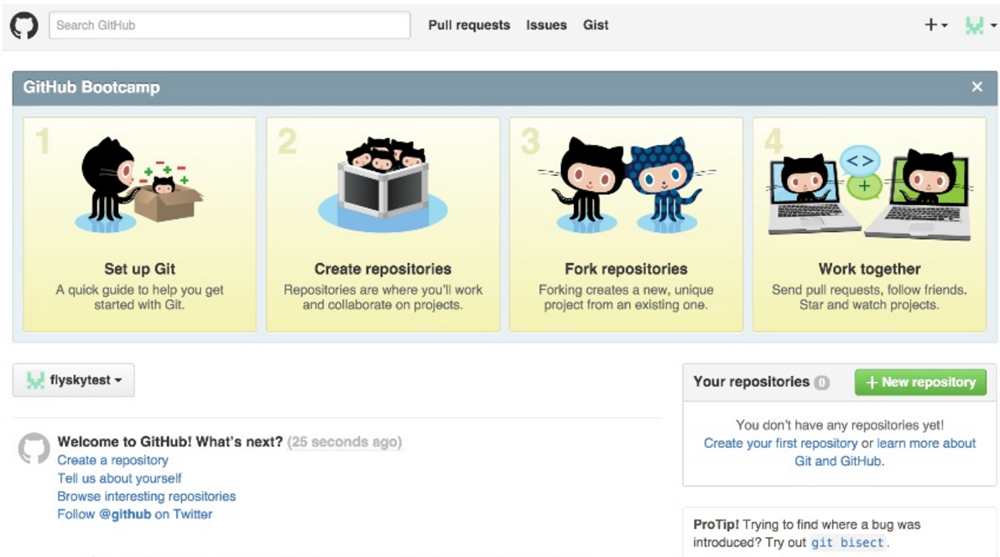 Search GitHub
Pull requests Issues Gist
GitHub Bootcamp
1
Set up Git
A quick guide to help you get
started with Git.
2
Create repositories
Repositories are where you'll work
and collaborate on projects.
3
Fork repositories
Forking creates a new, unique
project from an existing one.
4
<>
+
Work together
Send pull requests, follow friends.
Star and watch projects.
flyskytest
Welcome to GitHub! What's next? (25 seconds ago)
Create a repository
Tell us about yourself
Browse interesting repositories
Follow @github on Twitter
Your repositories 0
+ New repository
You don't have any repositories yet!
Create your first repository or learn more about
Git and GitHub.
ProTip! Trying to find where a bug was
introduced? Try out git bisect.